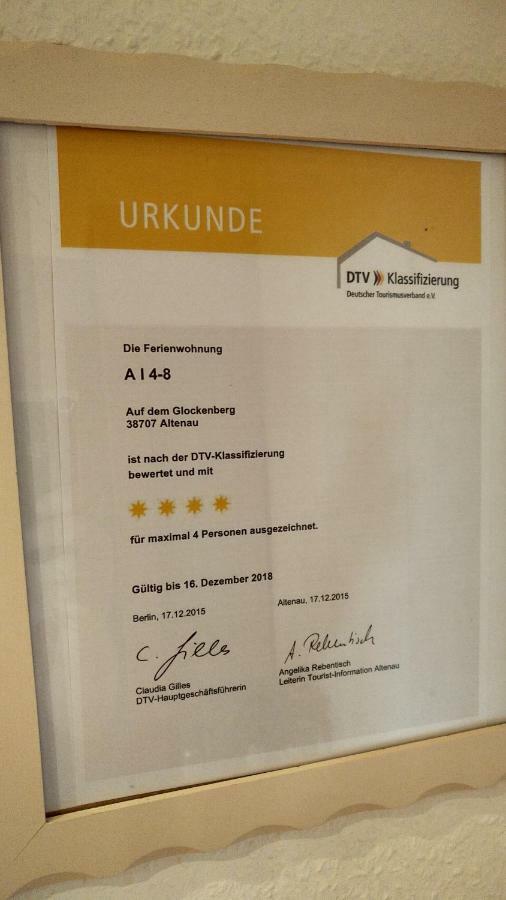 URKUNDE
DTV Klassifizierung
Deutscher Tourismusverband e.V.
Die Ferienwohnung
A I 4-8
Auf dem Glockenberg
38707 Altenau
ist nach der DTV-Klassifizierung
bewertet und mit
für maximal 4 Personen ausgezeichnet.
Gültig bis 16. Dezember 2018
Berlin, 17.12.2015
Altenau, 17.12.2015
C. Gilles
A. Rebentisch
Claudia Gilles
DTV-Hauptgeschäftsführerin
Angelika Rebentisch
Leiterin Tourist-Information Altenau